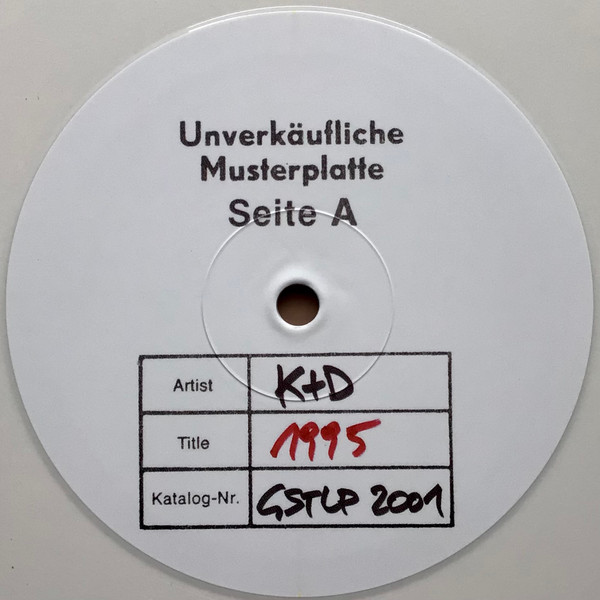 Unverkäufliche
Musterplatte
Seite A
Artist K+D
Title 1995
Katalog-Nr. GSTLP 2001